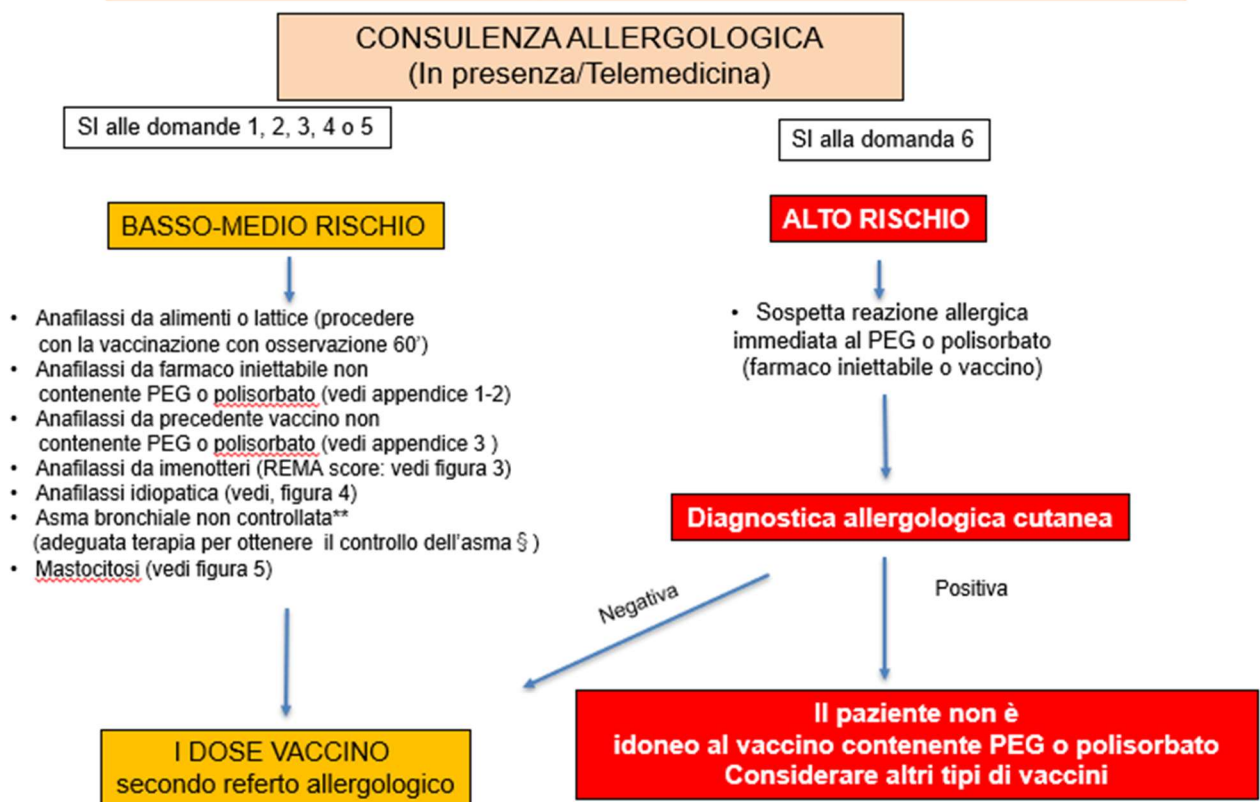 CONSULENZA ALLERGOLOGICA
(In presenza/Telemedicina)
SI alle domande 1, 2, 3, 4 o 5
SI alla domanda 6
BASSO-MEDIO RISCHIO
ALTO RISCHIO
• Anafilassi da alimenti o lattice (procedere
con la vaccinazione con osservazione 60')
• Anafilassi da farmaco iniettabile non
contenente PEG o polisorbato (vedi appendice 1-2)
• Anafilassi da precedente vaccino non
contenente PEG o polisorbato (vedi appendice 3 )
• Anafilassi da imenotteri (REMA score: vedi figura 3)
• Anafilassi idiopatica (vedi, figura 4)
• Asma bronchiale non controllata**
(adeguata terapia per ottenere il controllo dell'asma § )
• Mastocitosi (vedi figura 5)
• Sospetta reazione allergica
immediata al PEG o polisorbato
(farmaco iniettabile o vaccino)
Diagnostica allergologica cutanea
Negativa
Positiva
I DOSE VACCINO
secondo referto allergologico
Il paziente non è
idoneo al vaccino contenente PEG o polisorbato
Considerare altri tipi di vaccini